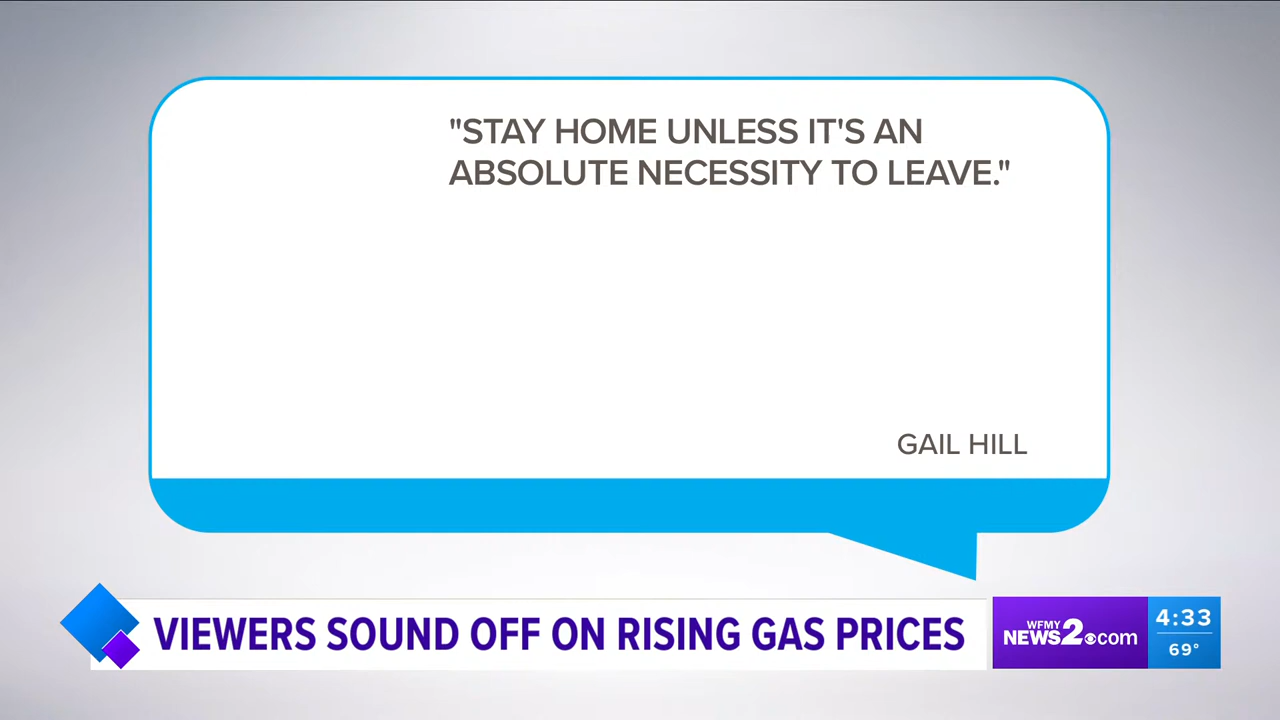 "STAY HOME UNLESS IT'S AN
ABSOLUTE NECESSITY TO LEAVE."
GAIL HILL
VIEWERS SOUND OFF ON RISING GAS PRICES
WFMY
NEWS2 com
4:33
69°